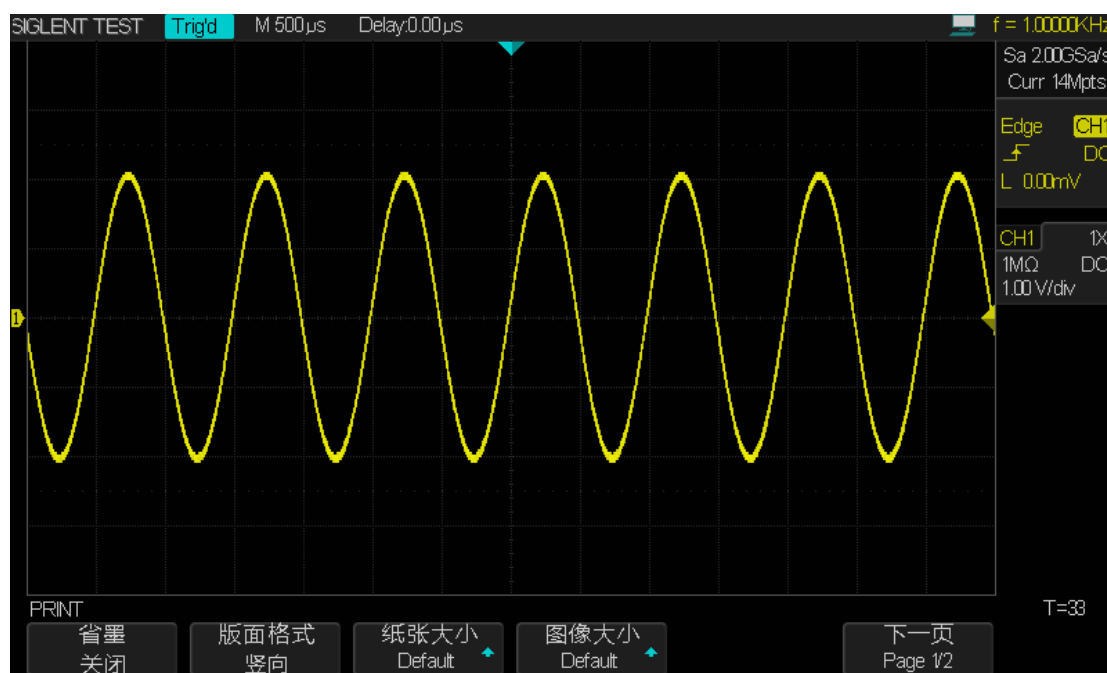 SIGLENT TEST Trig'd M 500µs Delay:0.00µs f = 1.00000KHz
Sa 2.00GSa/s
Curr 14Mpts
Edge CH1
DC
L 0.00mV
CH1 1X
1MΩ DC
1.00 V/div
1
PRINT T=33
省墨 版面格式 纸张大小 图像大小 下一页
关闭 竖向 Default Default Page 1/2